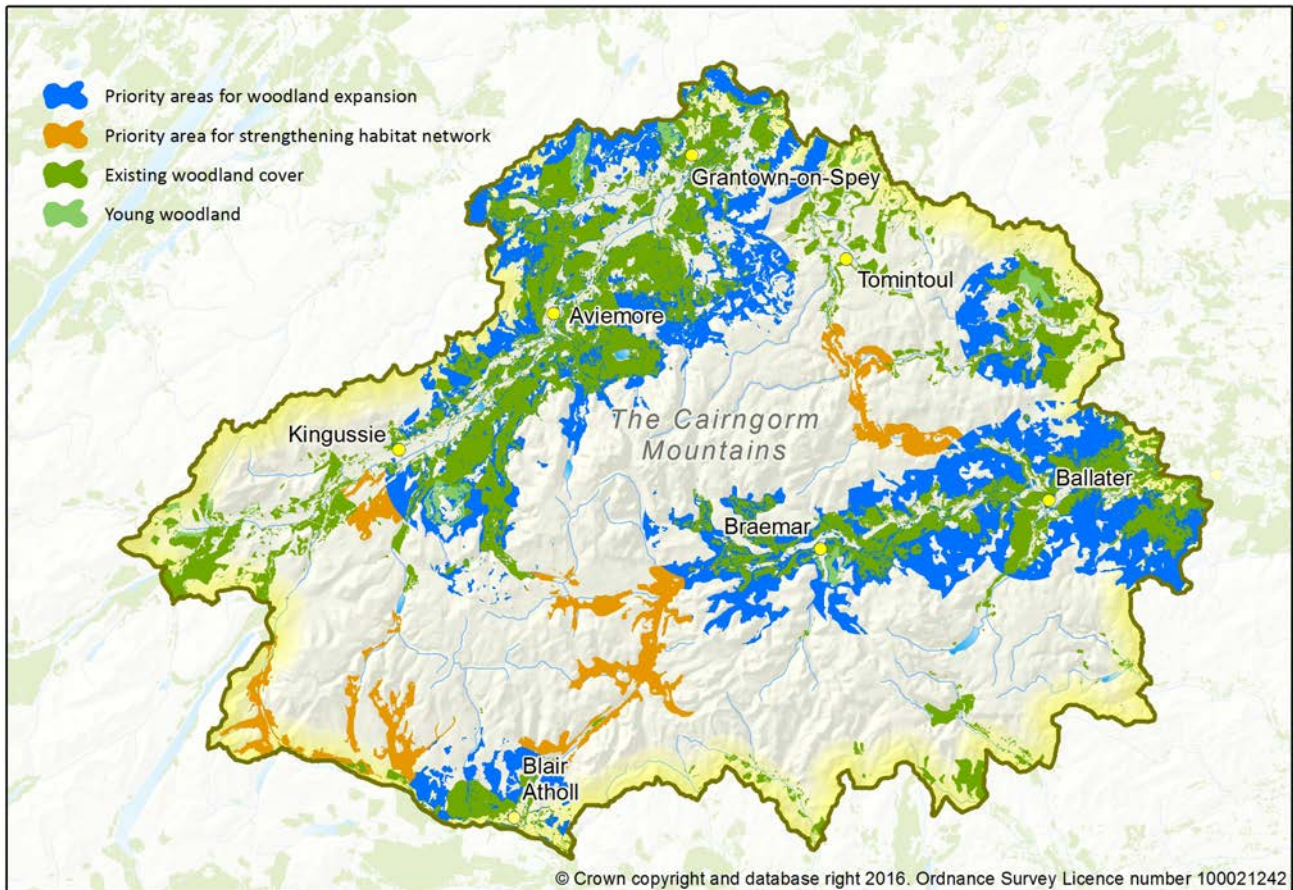 Priority areas for woodland expansion
Priority area for strengthening habitat network
Existing woodland cover
Young woodland
Grantown-on-Spey
Tomintoul
Aviemore
The Cairngorm
Mountains
Kingussie
Ballater
Braemar
Blair
Atholl
© Crown copyright and database right 2016. Ordnance Survey Licence number 100021242